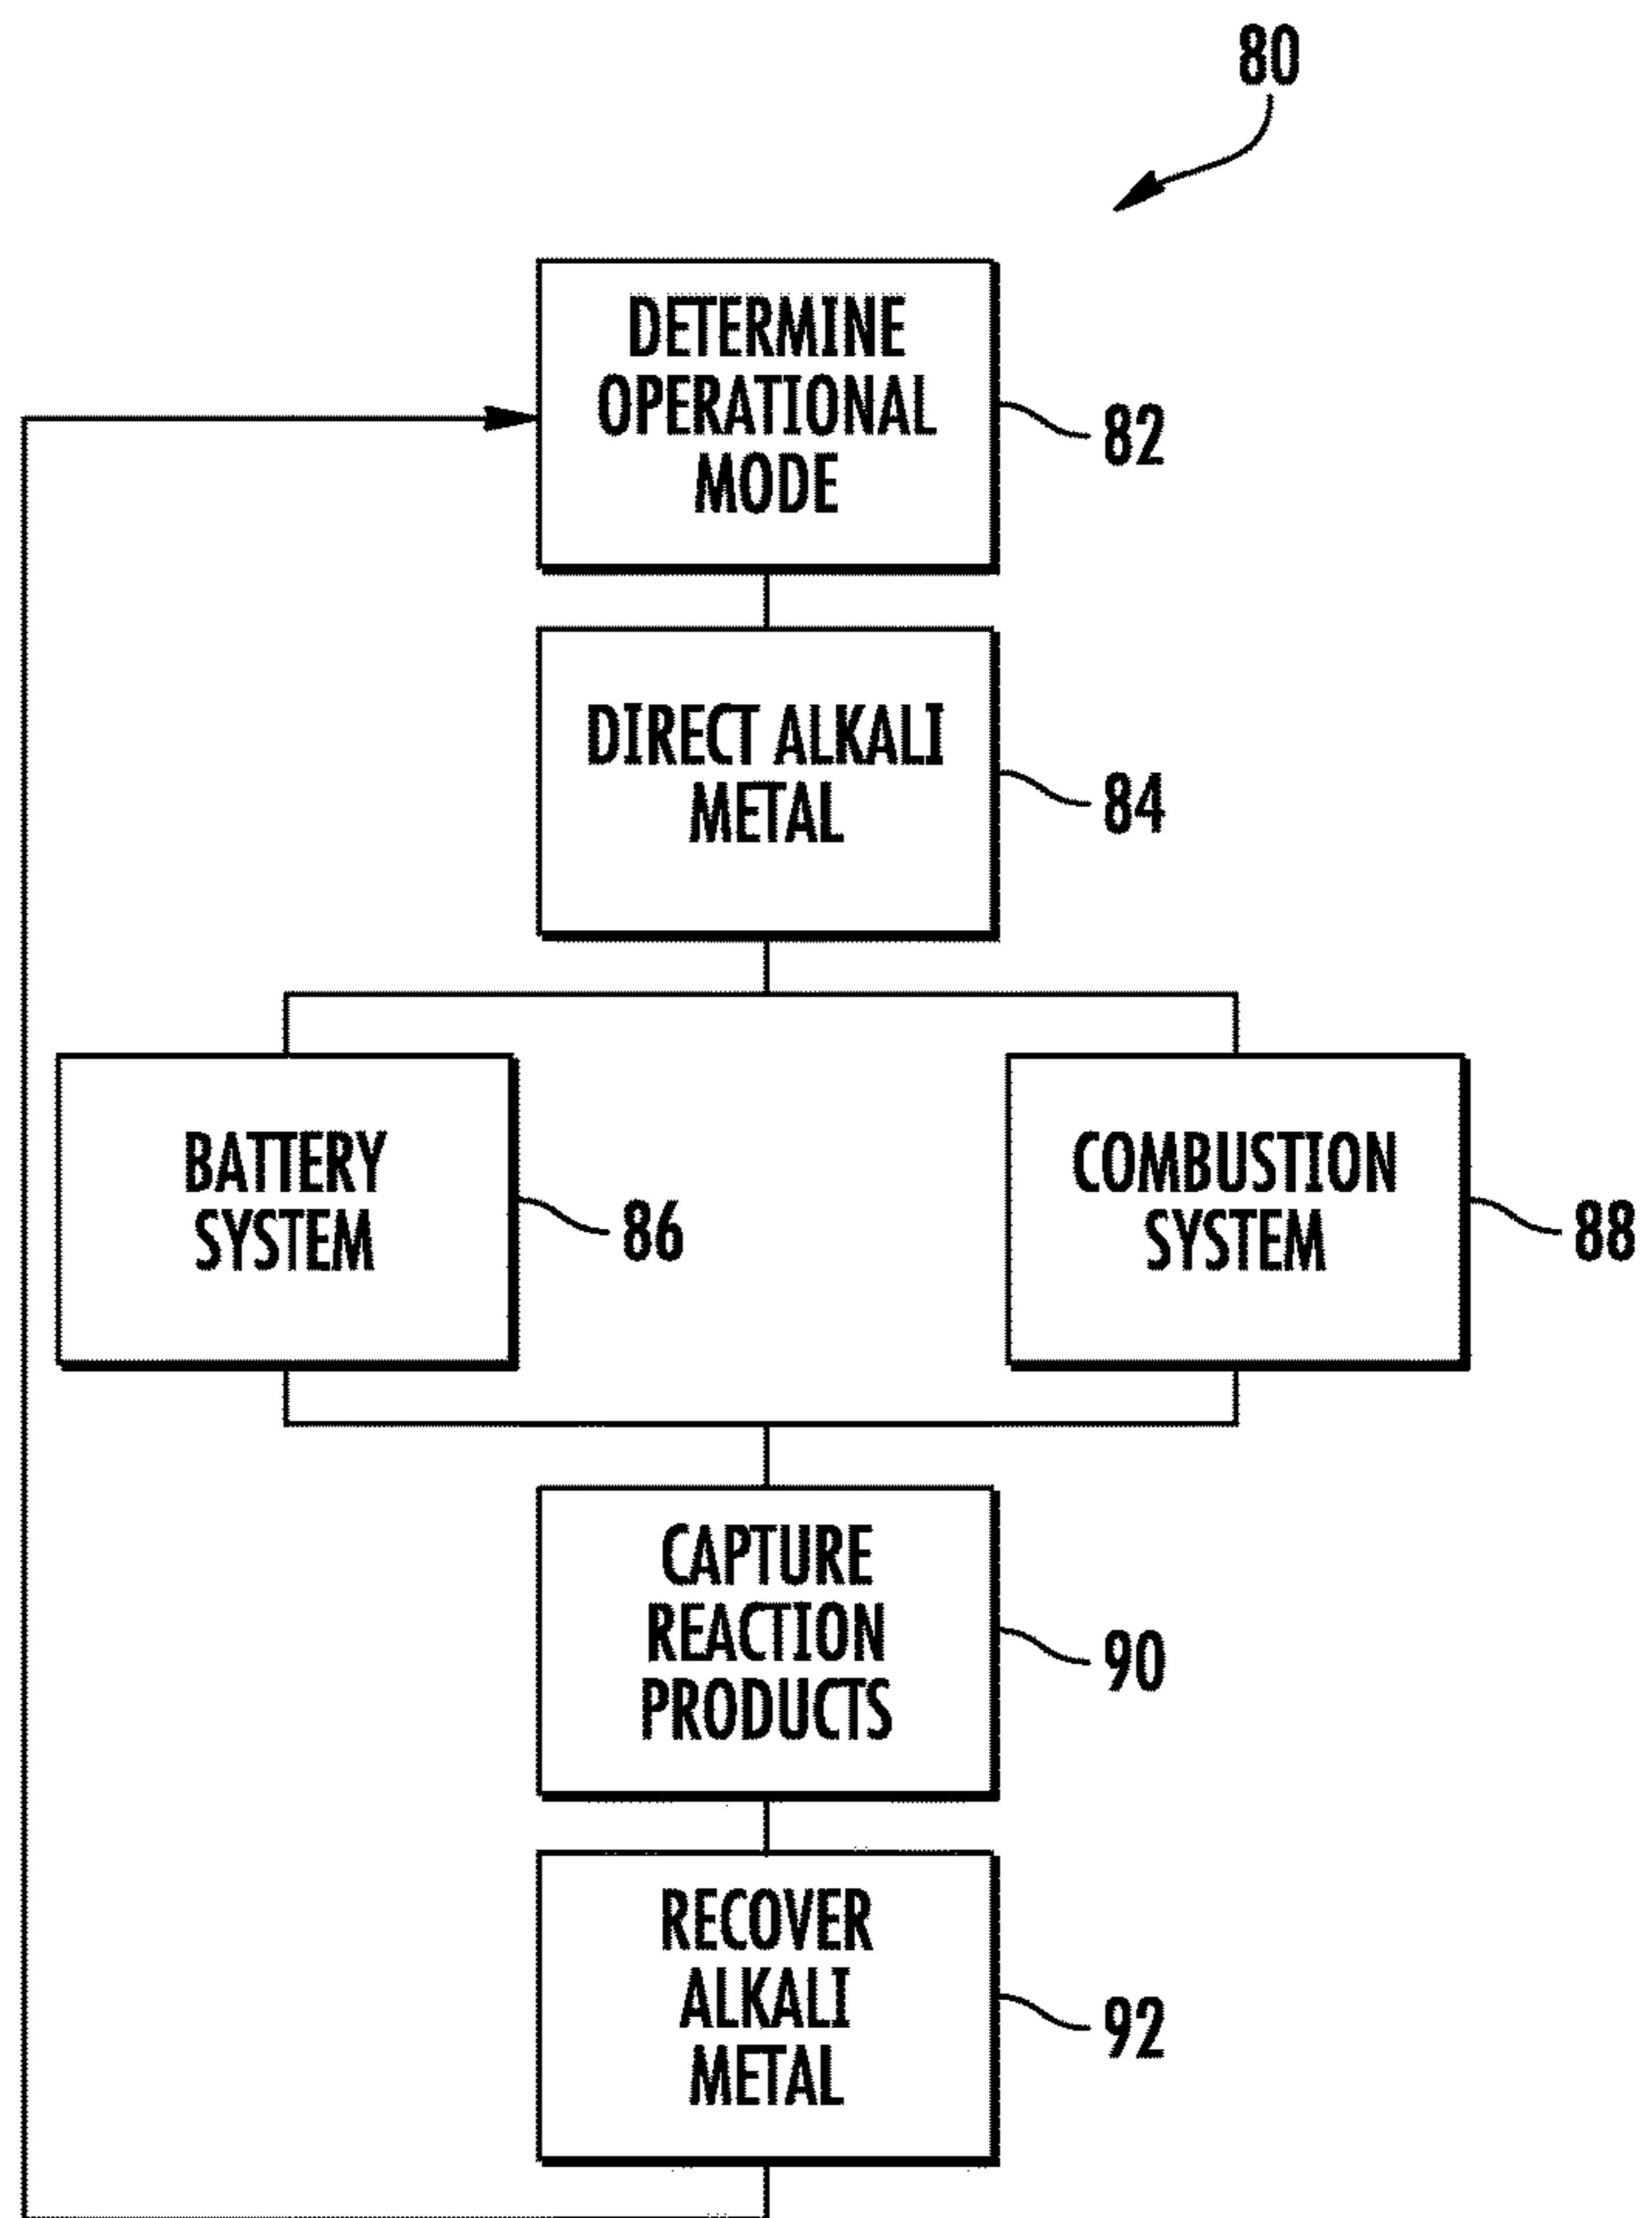 80
DETERMINE
OPERATIONAL
MODE
82
DIRECT ALKALI
METAL
84
BATTERY
SYSTEM
86
COMBUSTION
SYSTEM
88
CAPTURE
REACTION
PRODUCTS
90
RECOVER
ALKALI
METAL
92